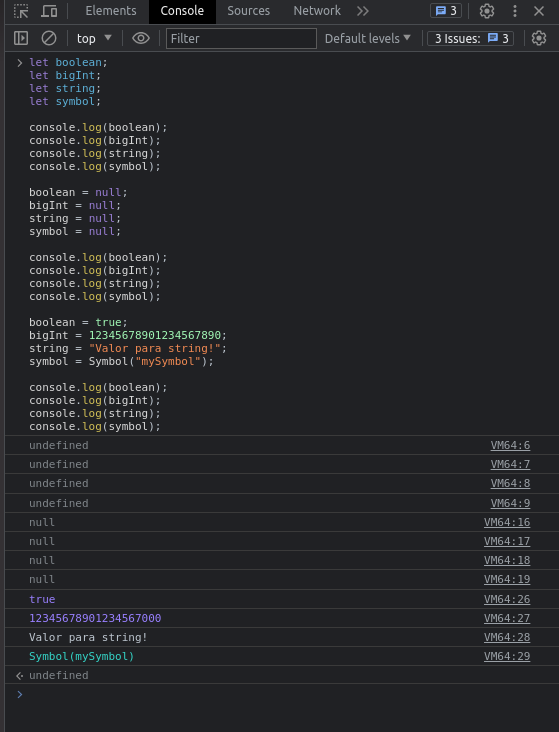 Elements Console Sources Network 3
top Filter Default levels 3 Issues: 3
let boolean;
let bigInt;
let string;
let symbol;
console.log(boolean);
console.log(bigInt);
console.log(string);
console.log(symbol);
boolean = null;
bigInt = null;
string = null;
symbol = null;
console.log(boolean);
console.log(bigInt);
console.log(string);
console.log(symbol);
boolean = true;
bigInt = 12345678901234567890;
string = "Valor para string!";
symbol = Symbol("mySymbol");
console.log(boolean);
console.log(bigInt);
console.log(string);
console.log(symbol);
undefined VM64:6
undefined VM64:7
undefined VM64:8
undefined VM64:9
null VM64:16
null VM64:17
null VM64:18
null VM64:19
true VM64:26
12345678901234567000 VM64:27
Valor para string! VM64:28
Symbol(mySymbol) VM64:29
undefined